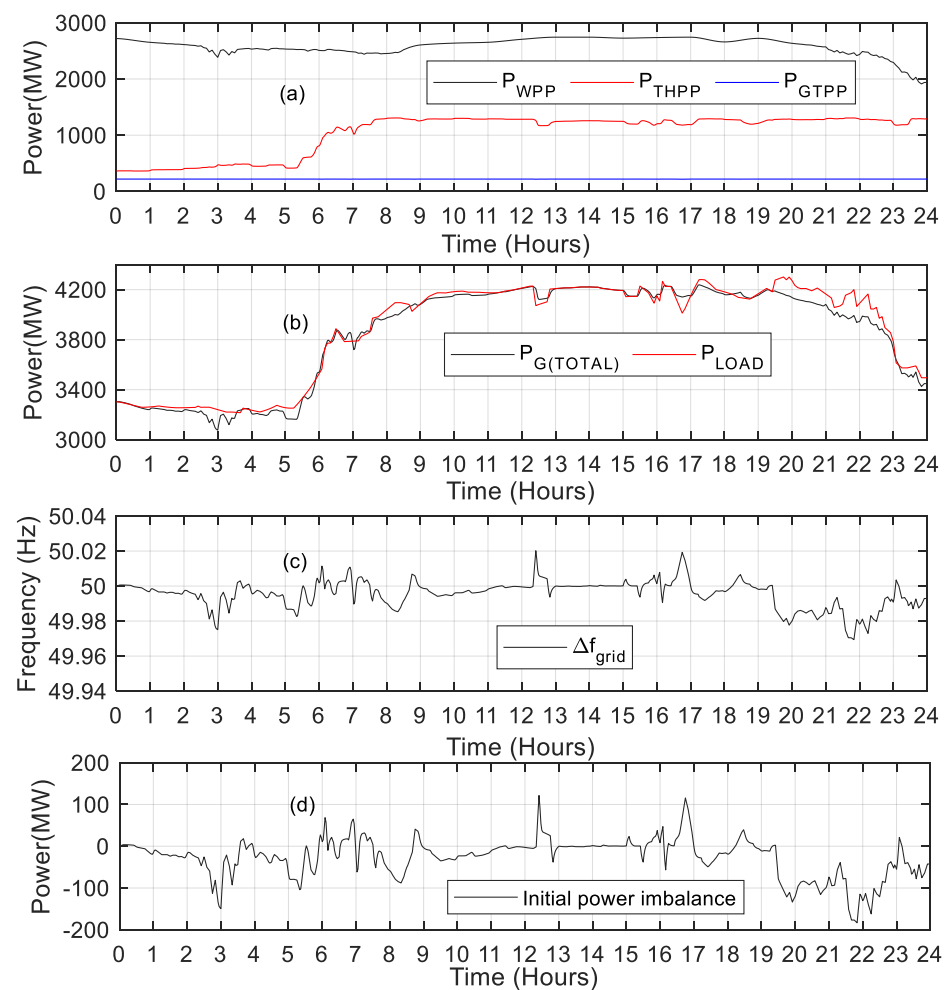 3000
2000
1000
0
Power(MW)
(a)
P_WPP P_THPP P_GTPP
0 1 2 3 4 5 6 7 8 9 10 11 12 13 14 15 16 17 18 19 20 21 22 23 24
Time (Hours)
4200
3800
3400
3000
Power(MW)
(b)
P_G(TOTAL) P_LOAD
0 1 2 3 4 5 6 7 8 9 10 11 12 13 14 15 16 17 18 19 20 21 22 23 24
Time (Hours)
50.04
50.02
50
49.98
49.96
49.94
Frequency (Hz)
(c)
Δf_grid
0 1 2 3 4 5 6 7 8 9 10 11 12 13 14 15 16 17 18 19 20 21 22 23 24
Time (Hours)
200
100
0
-100
-200
Power(MW)
(d)
Initial power imbalance
0 1 2 3 4 5 6 7 8 9 10 11 12 13 14 15 16 17 18 19 20 21 22 23 24
Time (Hours)